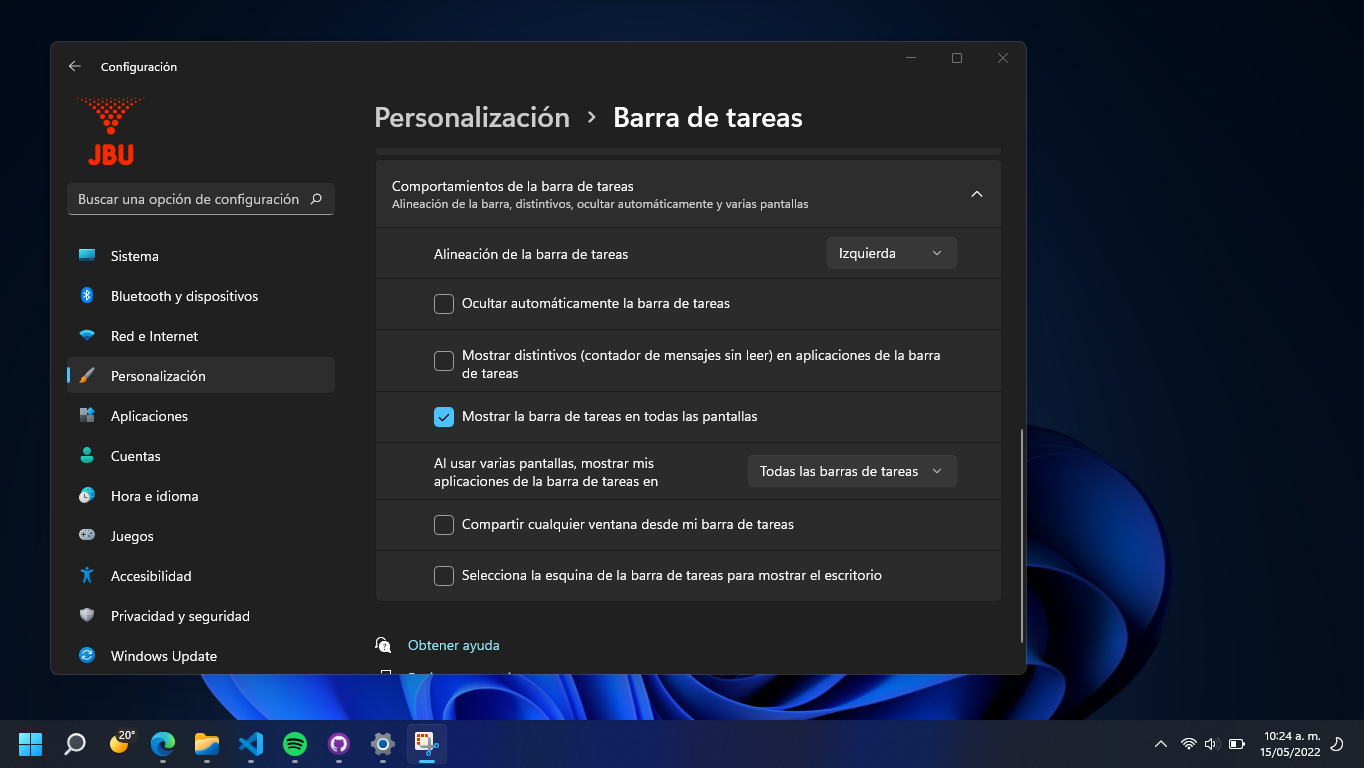 Configuración
JBU
Buscar una opción de configuración
Sistema
Bluetooth y dispositivos
Red e Internet
Personalización
Aplicaciones
Cuentas
Hora e idioma
Juegos
Accesibilidad
Privacidad y seguridad
Windows Update
Personalización > Barra de tareas
Comportamientos de la barra de tareas
Alineación de la barra, distintivos, ocultar automáticamente y varias pantallas
Alineación de la barra de tareas
Izquierda
Ocultar automáticamente la barra de tareas
Mostrar distintivos (contador de mensajes sin leer) en aplicaciones de la barra
de tareas
Mostrar la barra de tareas en todas las pantallas
Al usar varias pantallas, mostrar mis
aplicaciones de la barra de tareas en
Todas las barras de tareas
Compartir cualquier ventana desde mi barra de tareas
Selecciona la esquina de la barra de tareas para mostrar el escritorio
Obtener ayuda
20°
10:24 a. m.
15/05/2022